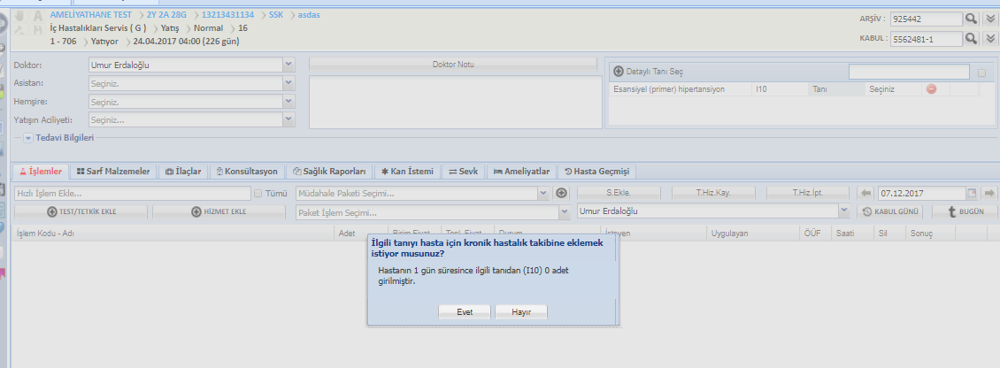 AMELİYATHANE TEST > 2Y 2A 28G > 13213431134 > SSK > asdas
İç Hastalıkları Servis ( G ) > Yatış > Normal > 16
1 - 706 > Yatıyor > 24.04.2017 04:00 (226 gün)
ARŞİV : 925442
KABUL : 5562481-1
Doktor: Umur Erdaloğlu
Asistan: Seçiniz.
Hemşire: Seçiniz.
Yatışın Aciliyeti: Seçiniz...
Doktor Notu
Detaylı Tanı Seç
Esansiyel (primer) hipertansiyon I10 Tanı Seçiniz
Tedavi Bilgileri
İşlemler Sarf Malzemeler İlaçlar Konsültasyon Sağlık Raporları Kan İstemi Sevk Ameliyatlar Hasta Geçmişi
Hızlı İşlem Ekle... Tümü Müdahale Paketi Seçimi... S.Ekle. T.Hiz.Kay. T.Hiz.İpt. 07.12.2017
TEST/TETKİK EKLE HİZMET EKLE Paket İşlem Seçimi... Umur Erdaloğlu KABUL GÜNÜ BUGÜN
İşlem Kodu - Adı Adet Birim Fiyat Topl. Fiyat Durum İsteyen Uygulayan ÖÜF Saati Sil Sonuç
İlgili tanıyı hasta için kronik hastalık takibine eklemek
istiyor musunuz?
Hastanın 1 gün süresince ilgili tanıdan (I10) 0 adet
girilmiştir.
Evet Hayır